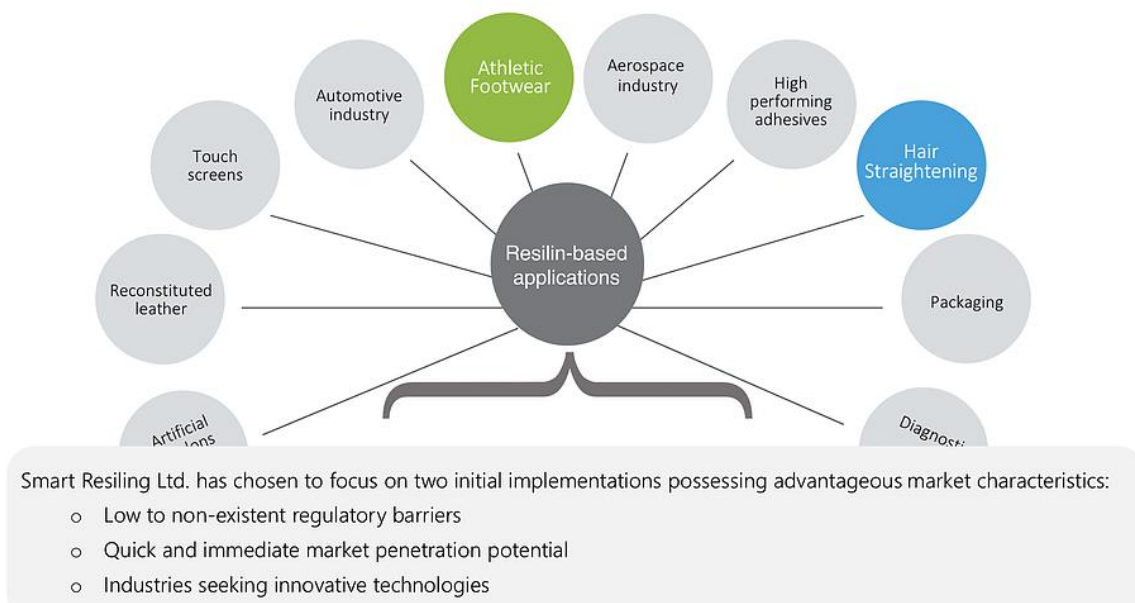 Athletic
Footwear
Aerospace
industry
Automotive
industry
High
performing
adhesives
Touch
screens
Hair
Straightening
Resilin-based
applications
Reconstituted
leather
Packaging
Artificial
Smart Resiling Ltd. has chosen to focus on two initial implementations possessing advantageous market characteristics:
o Low to non-existent regulatory barriers
o Quick and immediate market penetration potential
o Industries seeking innovative technologies